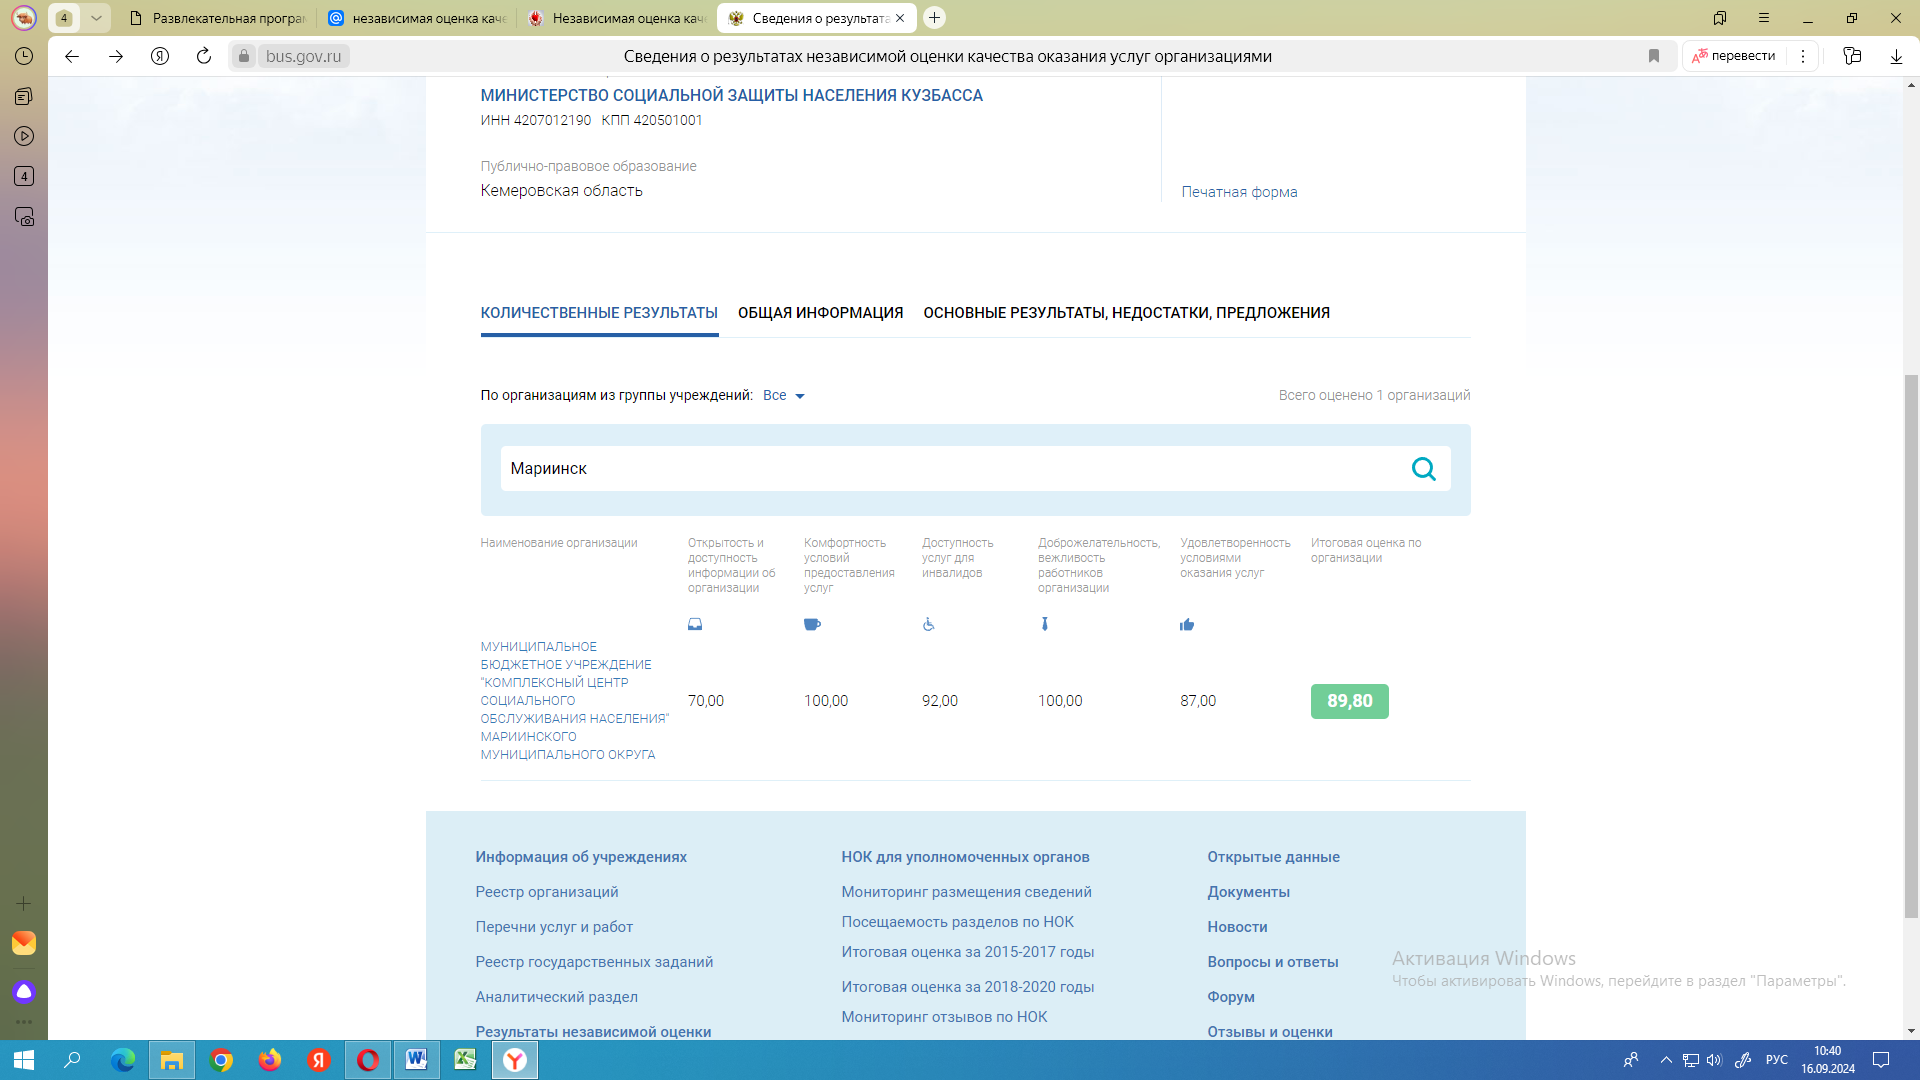 4
Развлекательная програм
независимая оценка каче
Независимая оценка каче
Сведения о результата
bus.gov.ru
Сведения о результатах независимой оценки качества оказания услуг организациями
перевести
4
МИНИСТЕРСТВО СОЦИАЛЬНОЙ ЗАЩИТЫ НАСЕЛЕНИЯ КУЗБАССА
ИНН 4207012190 КПП 420501001
Публично-правовое образование
Кемеровская область
Печатная форма
КОЛИЧЕСТВЕННЫЕ РЕЗУЛЬТАТЫ
ОБЩАЯ ИНФОРМАЦИЯ
ОСНОВНЫЕ РЕЗУЛЬТАТЫ, НЕДОСТАТКИ, ПРЕДЛОЖЕНИЯ
По организациям из группы учреждений: Все
Всего оценено 1 организаций
Мариинск
Наименование организации
Открытость и
доступность
информации об
организации
Комфортность
условий
предоставления
услуг
Доступность
услуг для
инвалидов
Доброжелательность,
вежливость
работников
организации
Удовлетворенность
условиями
оказания услуг
Итоговая оценка по
организации
МУНИЦИПАЛЬНОЕ
БЮДЖЕТНОЕ УЧРЕЖДЕНИЕ
"КОМПЛЕКСНЫЙ ЦЕНТР
СОЦИАЛЬНОГО
ОБСЛУЖИВАНИЯ НАСЕЛЕНИЯ"
МАРИИНСКОГО
МУНИЦИПАЛЬНОГО ОКРУГА
70,00
100,00
92,00
100,00
87,00
89,80
Информация об учреждениях
Реестр организаций
Перечни услуг и работ
Реестр государственных заданий
Аналитический раздел
Результаты независимой оценки
НОК для уполномоченных органов
Мониторинг размещения сведений
Посещаемость разделов по НОК
Итоговая оценка за 2015-2017 годы
Итоговая оценка за 2018-2020 годы
Мониторинг отзывов по НОК
Открытые данные
Документы
Новости
Вопросы и ответы
Форум
Отзывы и оценки
Активация Windows
Чтобы активировать Windows, перейдите в раздел "Параметры".
РУС
10:40
16.09.2024